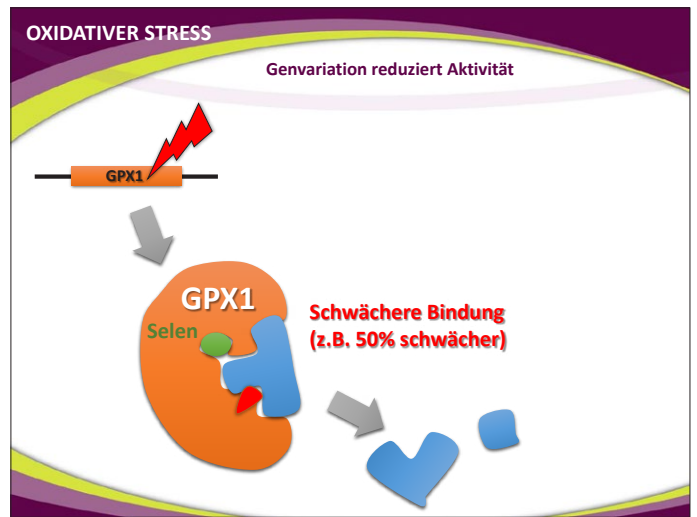 OXIDATIVER STRESS
Genvariation reduziert Aktivität
GPX1
GPX1
Selen
Schwächere Bindung
(z.B. 50% schwächer)